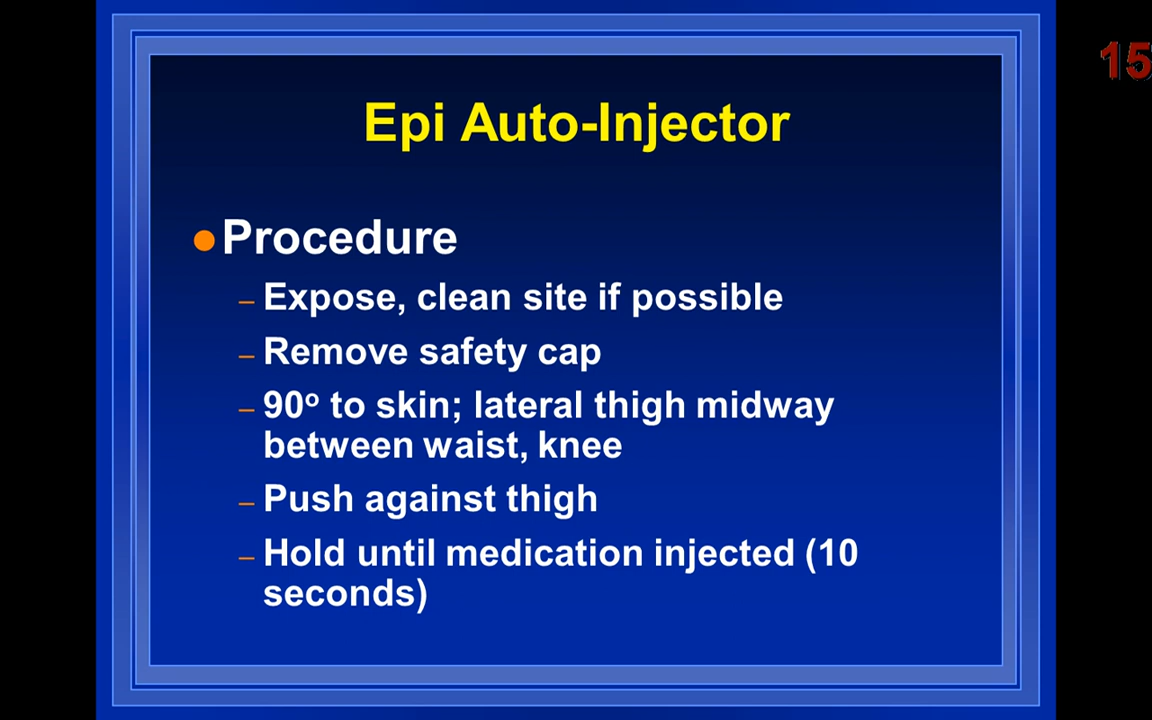 15
Epi Auto-Injector
●Procedure
– Expose, clean site if possible
– Remove safety cap
– 90º to skin; lateral thigh midway
between waist, knee
– Push against thigh
– Hold until medication injected (10
seconds)